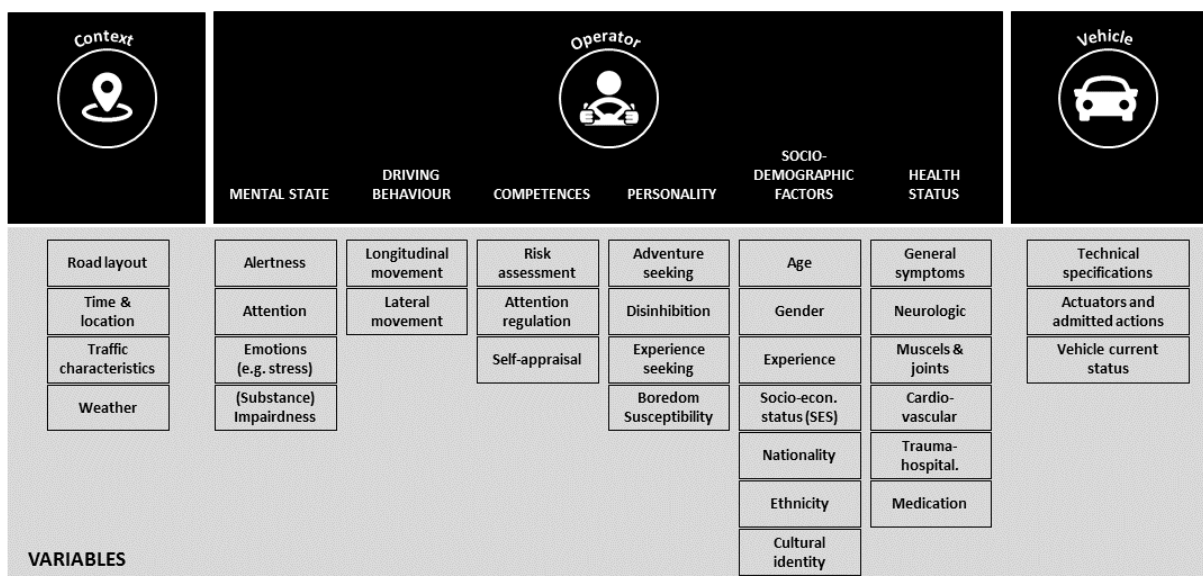 Context
Operator
Vehicle
MENTAL STATE
DRIVING
BEHAVIOUR
COMPETENCES
PERSONALITY
SOCIO-
DEMOGRAPHIC
FACTORS
HEALTH
STATUS
Road layout
Time &
location
Traffic
characteristics
Weather
Alertness
Attention
Emotions
(e.g. stress)
(Substance)
Impairdness
Longitudinal
movement
Lateral
movement
Risk
assessment
Attention
regulation
Self-appraisal
Adventure
seeking
Disinhibition
Experience
seeking
Boredom
Susceptibility
Age
Gender
Experience
Socio-econ.
status (SES)
Nationality
Ethnicity
Cultural
identity
General
symptoms
Neurologic
Muscels &
joints
Cardio-
vascular
Trauma-
hospital.
Medication
Technical
specifications
Actuators and
admitted actions
Vehicle current
status
VARIABLES